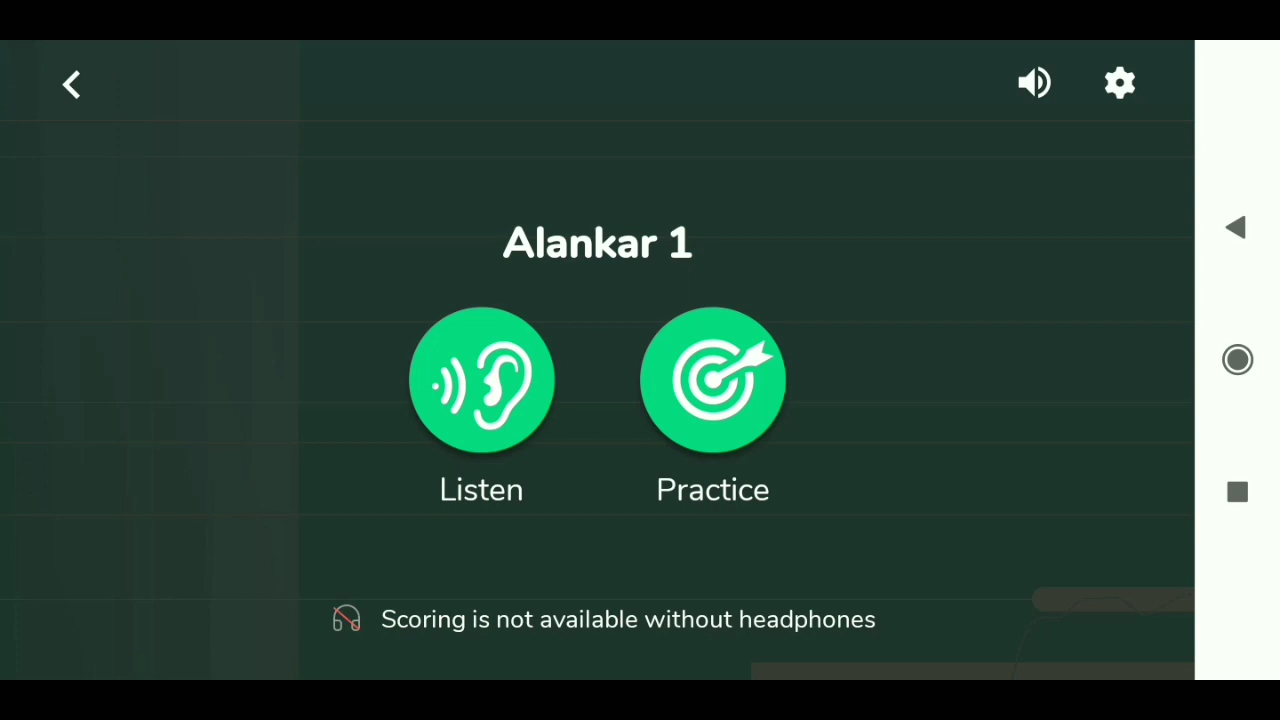 Alankar 1
Listen
Practice
Scoring is not available without headphones